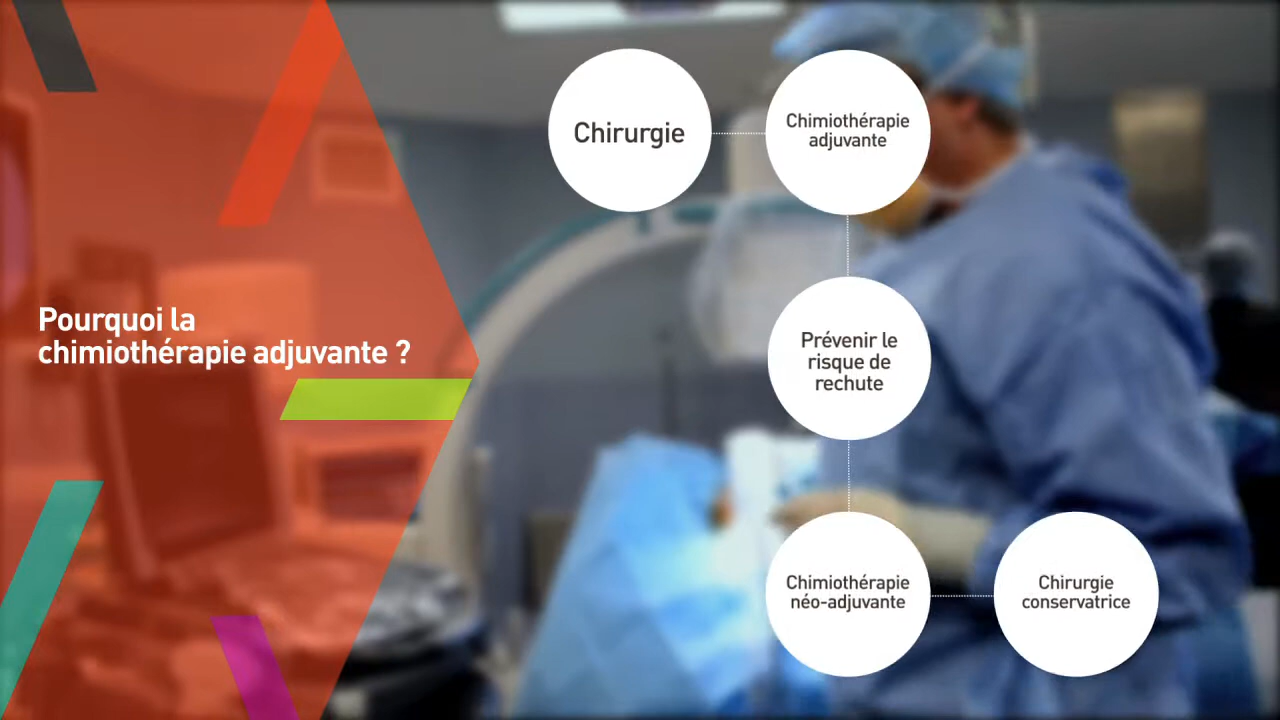 Pourquoi la
chimiothérapie adjuvante ?
Chirurgie
Chimiothérapie
adjuvante
Prévenir le
risque de
rechute
Chimiothérapie
néo-adjuvante
Chirurgie
conservatrice